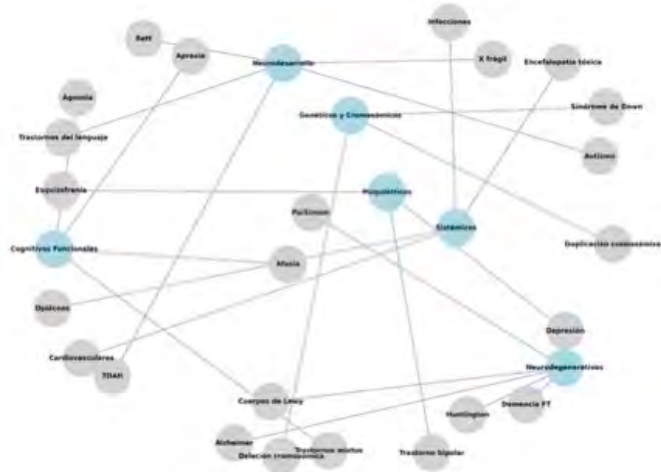 Infecciones
Rett
Apraxia
Neurodesarrollo
X frágil
Encefalopatía tóxica
Agnosia
Síndrome de Down
Genéticos y Cromosómicos
Trastornos del lenguaje
Autismo
Esquizofrenia
Psiquiátricos
Parkinson
Sistémicos
Cognitivos Funcionales
Duplicación cromosómica
Afasia
Opiáceos
Depresión
Cardiovasculares
Neurodegenerativos
TDAH
Cuerpos de Lewy
Demencia FT
Huntington
Alzheimer
Trastornos mixtos
Trastorno bipolar
Deleción cromosómica